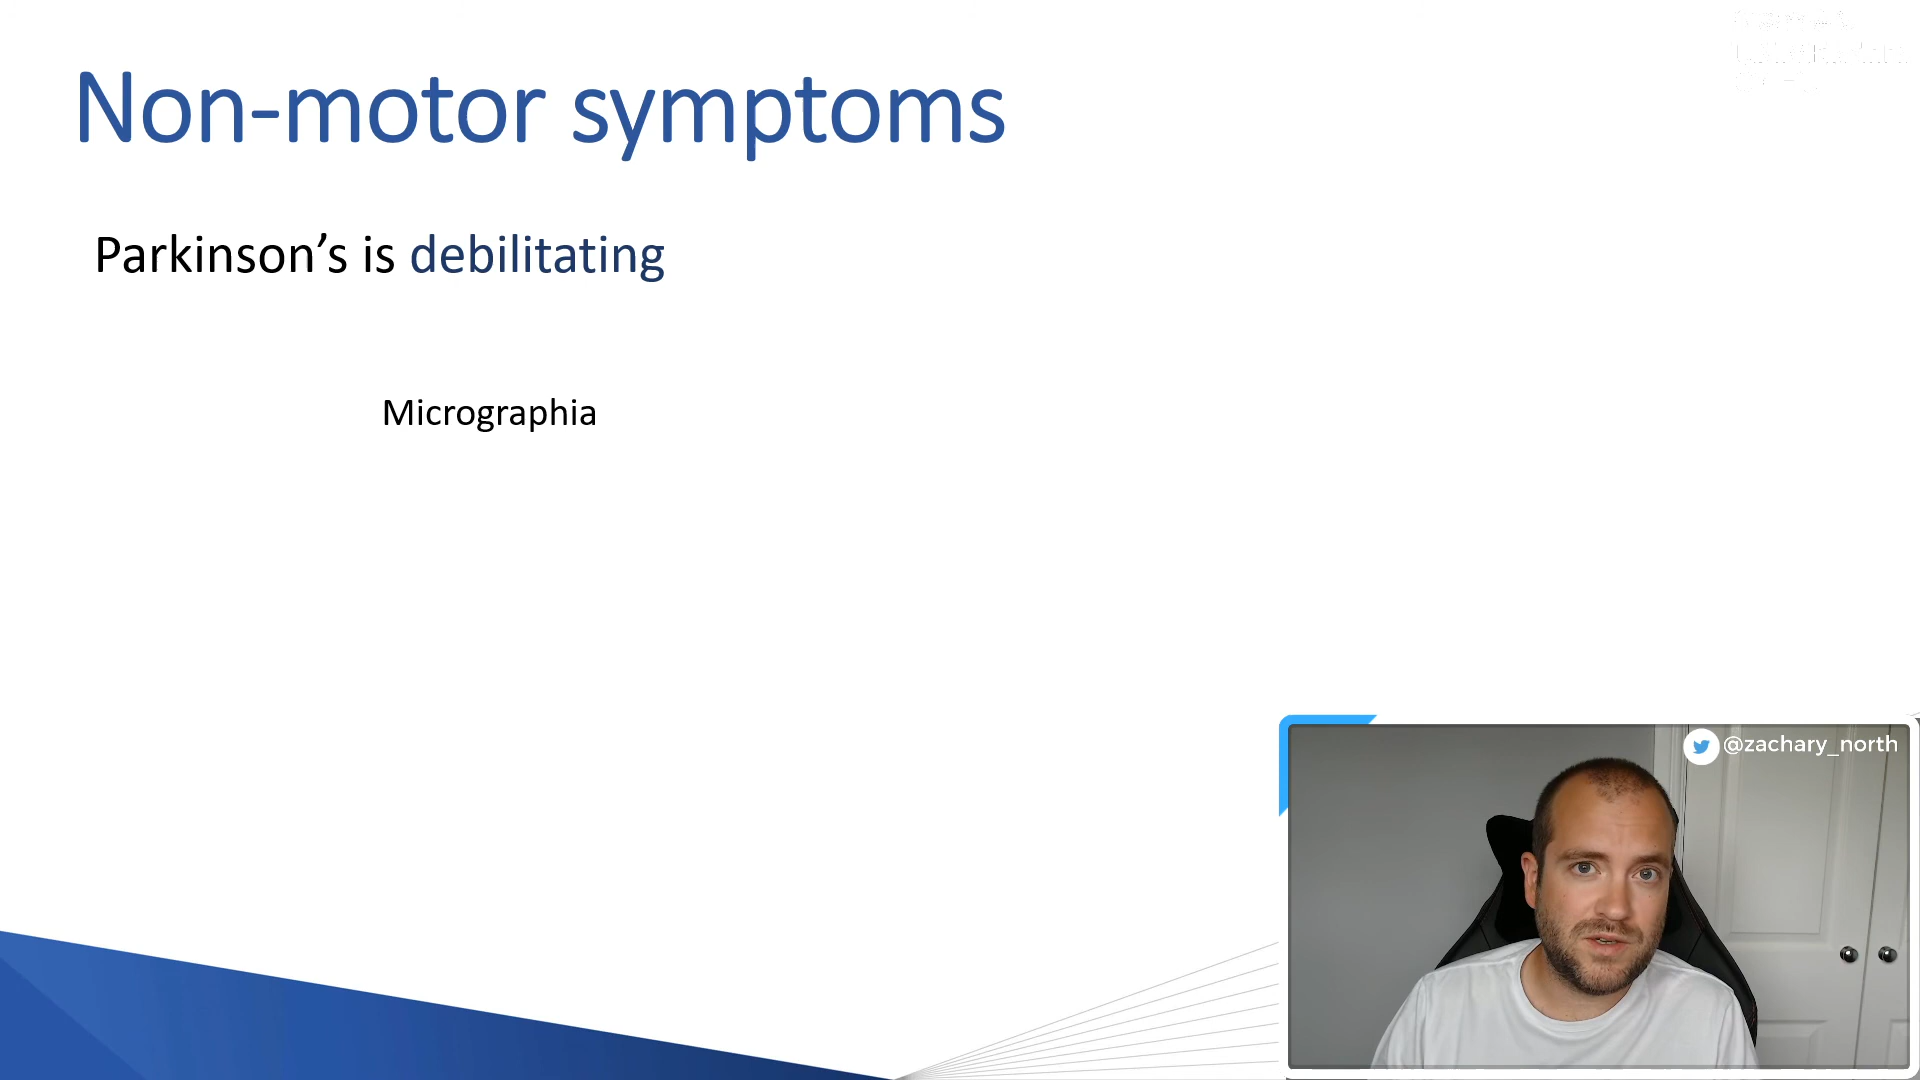 Non-motor symptoms
Parkinson’s is debilitating
Micrographia
@zachary_north